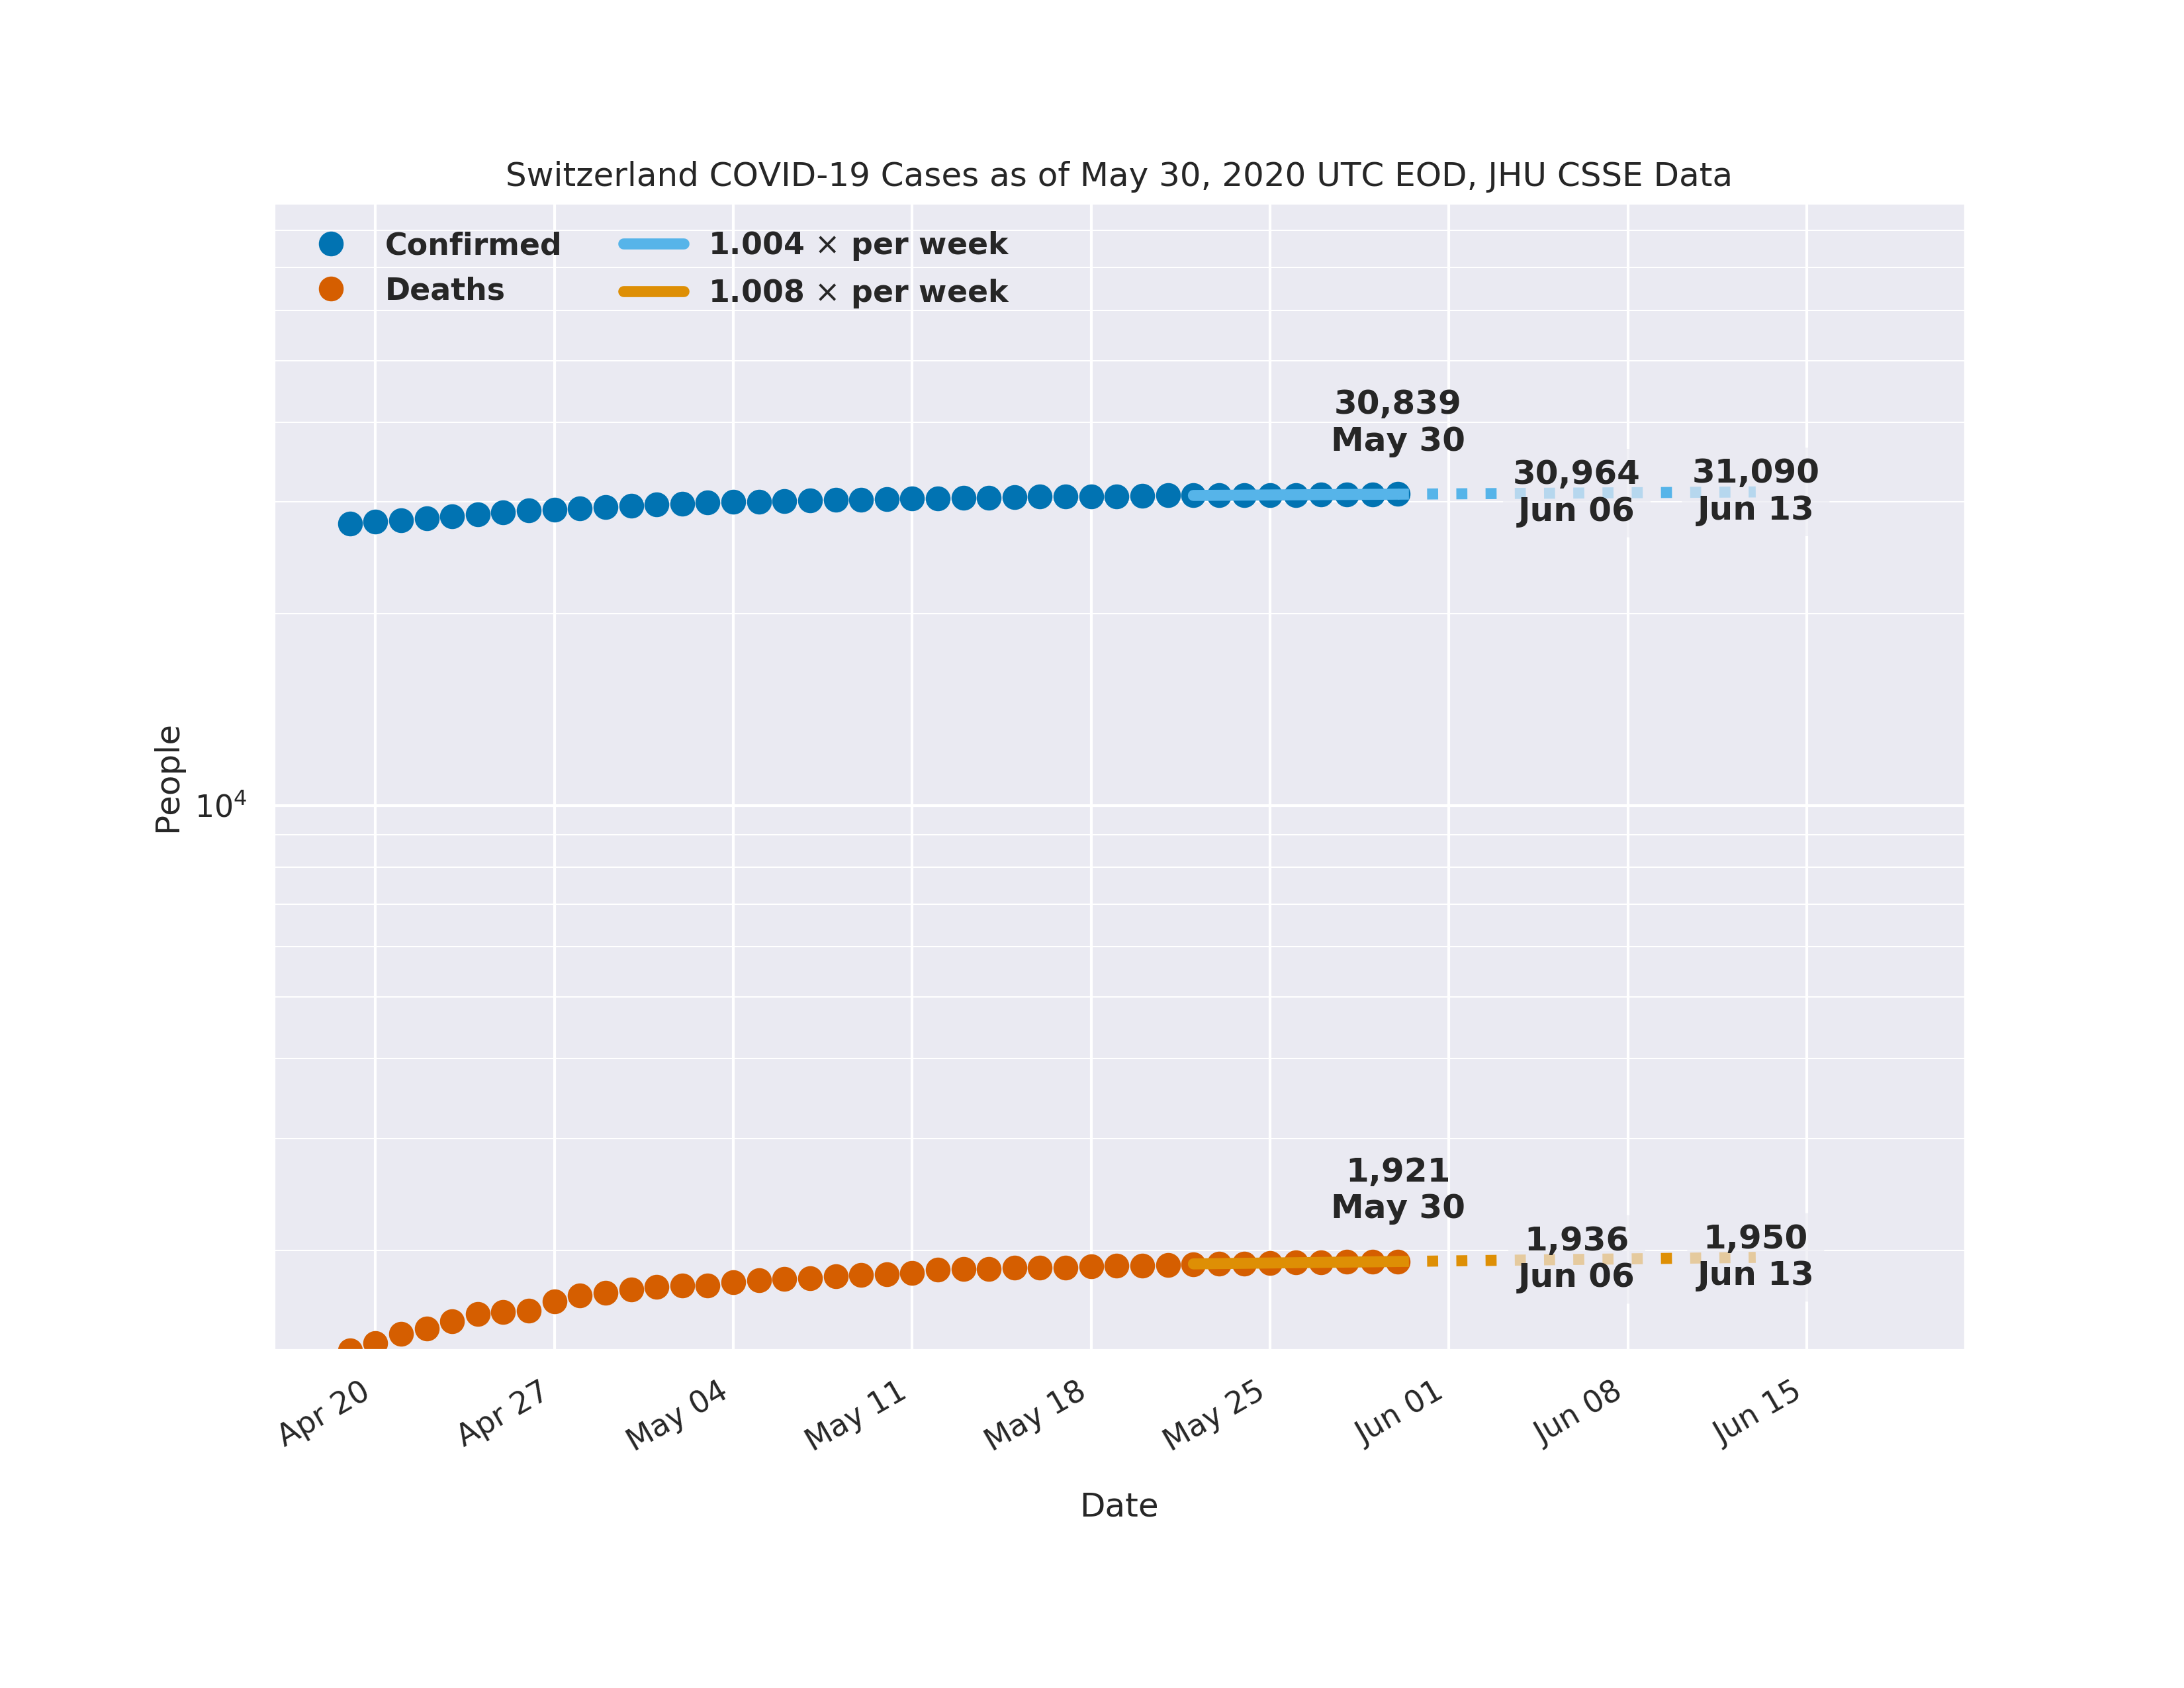 Switzerland COVID-19 Cases as of May 30, 2020 UTC EOD, JHU CSSE Data
Confirmed
Deaths
1.004 × per week
1.008 × per week
30,839
May 30
30,964
Jun 06
31,090
Jun 13
People
10⁴
1,921
May 30
1,936
Jun 06
1,950
Jun 13
Apr 20
Apr 27
May 04
May 11
May 18
May 25
Jun 01
Jun 08
Jun 15
Date